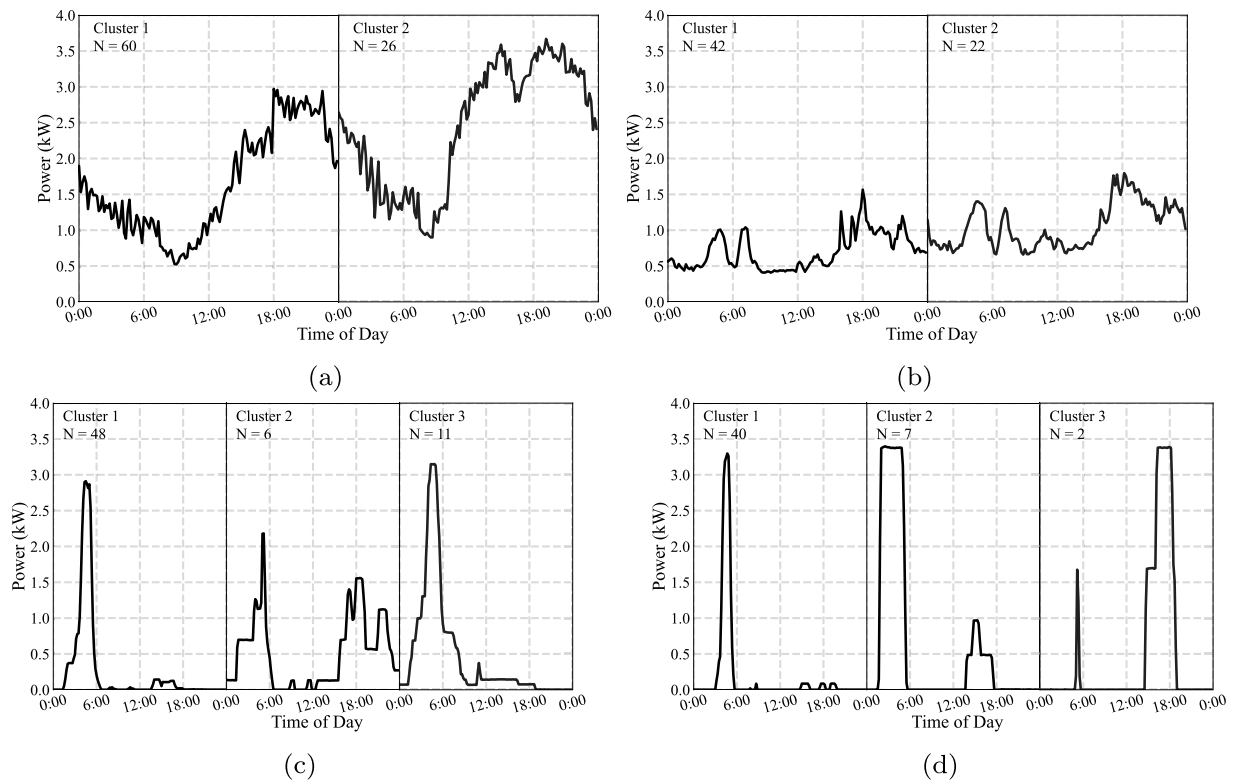 Cluster 1
N = 60
Cluster 2
N = 26
4.0
3.5
3.0
2.5
2.0
1.5
1.0
0.5
0.0
Power (kW)
0:00 6:00 12:00 18:00 0:00 6:00 12:00 18:00 0:00
Time of Day
(a)
Cluster 1
N = 42
Cluster 2
N = 22
4.0
3.5
3.0
2.5
2.0
1.5
1.0
0.5
0.0
Power (kW)
0:00 6:00 12:00 18:00 0:00 6:00 12:00 18:00 0:00
Time of Day
(b)
Cluster 1
N = 48
Cluster 2
N = 6
Cluster 3
N = 11
4.0
3.5
3.0
2.5
2.0
1.5
1.0
0.5
0.0
Power (kW)
0:00 6:00 12:00 18:00 0:00 6:00 12:00 18:00 0:00 6:00 12:00 18:00 0:00
Time of Day
(c)
Cluster 1
N = 40
Cluster 2
N = 7
Cluster 3
N = 2
4.0
3.5
3.0
2.5
2.0
1.5
1.0
0.5
0.0
Power (kW)
0:00 6:00 12:00 18:00 0:00 6:00 12:00 18:00 0:00 6:00 12:00 18:00 0:00
Time of Day
(d)